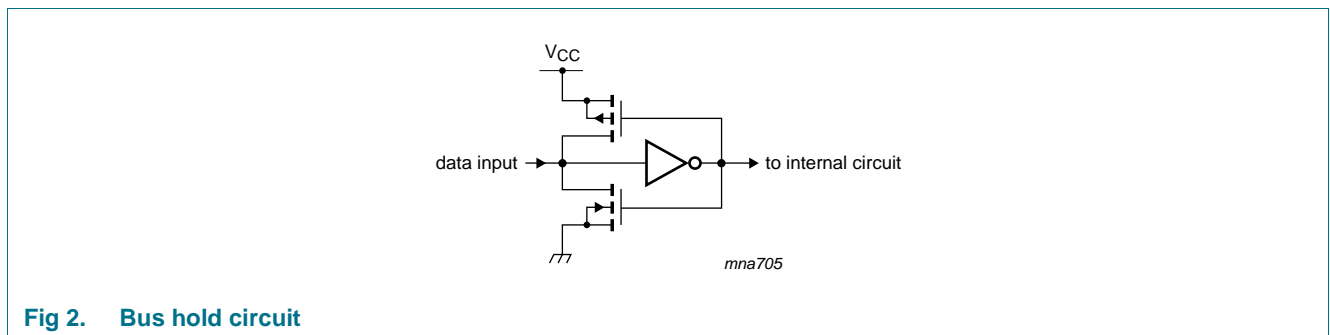 VCC
data input
to internal circuit
mna705
Fig 2. Bus hold circuit